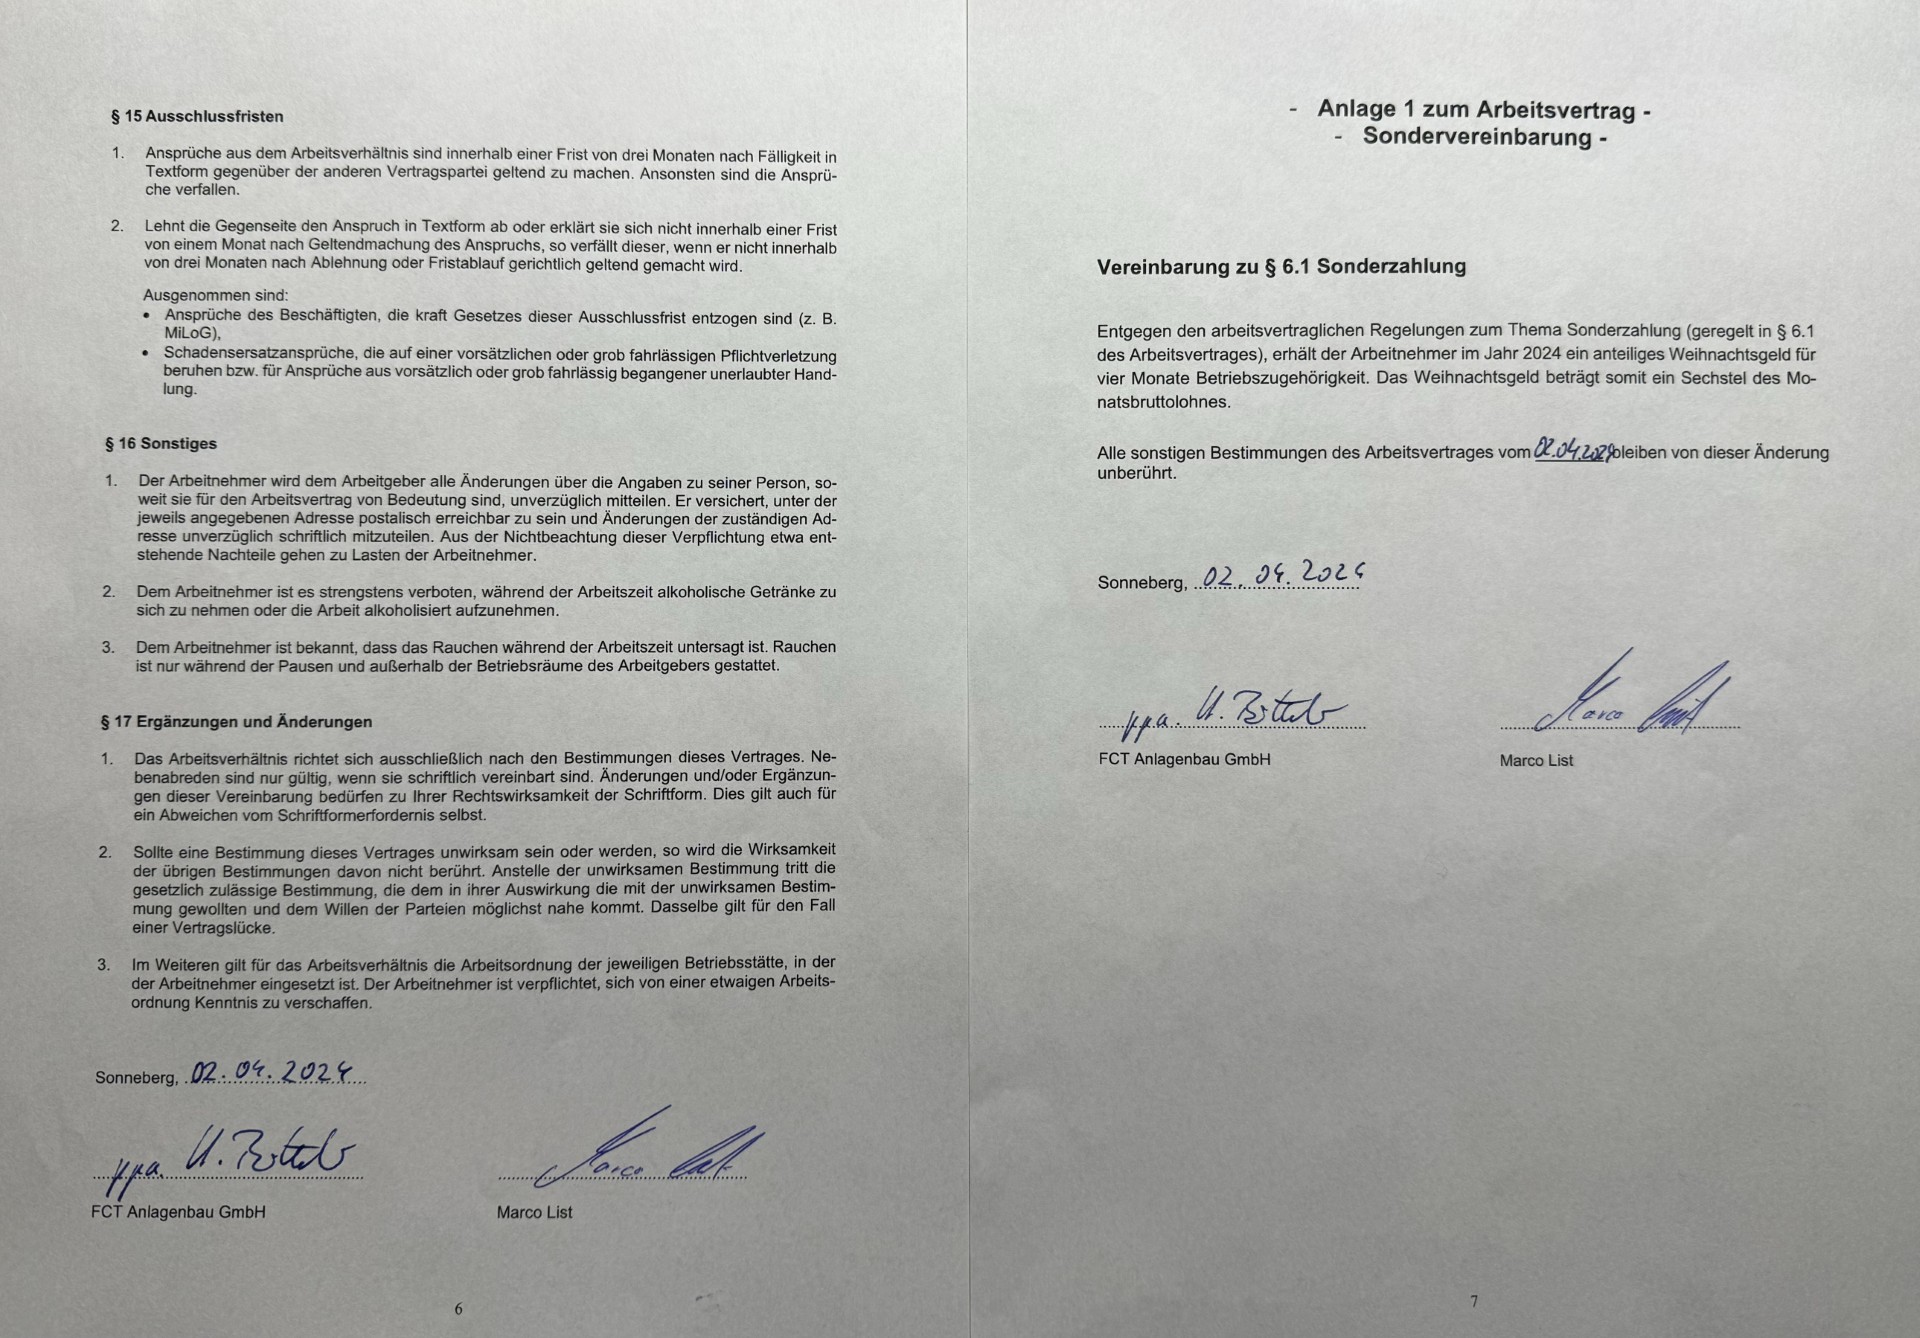 § 15 Ausschlussfristen
1. Ansprüche aus dem Arbeitsverhältnis sind innerhalb einer Frist von drei Monaten nach Fälligkeit in
Textform gegenüber der anderen Vertragspartei geltend zu machen. Ansonsten sind die Ansprü-
che verfallen.
2. Lehnt die Gegenseite den Anspruch in Textform ab oder erklärt sie sich nicht innerhalb einer Frist
von einem Monat nach Geltendmachung des Anspruchs, so verfällt dieser, wenn er nicht innerhalb
von drei Monaten nach Ablehnung oder Fristablauf gerichtlich geltend gemacht wird.
Ausgenommen sind:
• Ansprüche des Beschäftigten, die kraft Gesetzes dieser Ausschlussfrist entzogen sind (z. B.
MiLoG),
• Schadensersatzansprüche, die auf einer vorsätzlichen oder grob fahrlässigen Pflichtverletzung
beruhen bzw. für Ansprüche aus vorsätzlich oder grob fahrlässig begangener unerlaubter Hand-
lung.
§ 16 Sonstiges
1. Der Arbeitnehmer wird dem Arbeitgeber alle Änderungen über die Angaben zu seiner Person, so-
weit sie für den Arbeitsvertrag von Bedeutung sind, unverzüglich mitteilen. Er versichert, unter der
jeweils angegebenen Adresse postalisch erreichbar zu sein und Änderungen der zuständigen Ad-
resse unverzüglich schriftlich mitzuteilen. Aus der Nichtbeachtung dieser Verpflichtung etwa ent-
stehende Nachteile gehen zu Lasten der Arbeitnehmer.
2. Dem Arbeitnehmer ist es strengstens verboten, während der Arbeitszeit alkoholische Getränke zu
sich zu nehmen oder die Arbeit alkoholisiert aufzunehmen.
3. Dem Arbeitnehmer ist bekannt, dass das Rauchen während der Arbeitszeit untersagt ist. Rauchen
ist nur während der Pausen und außerhalb der Betriebsräume des Arbeitgebers gestattet.
§ 17 Ergänzungen und Änderungen
1. Das Arbeitsverhältnis richtet sich ausschließlich nach den Bestimmungen dieses Vertrages. Ne-
benabreden sind nur gültig, wenn sie schriftlich vereinbart sind. Änderungen und/oder Ergänzun-
gen dieser Vereinbarung bedürfen zu Ihrer Rechtswirksamkeit der Schriftform. Dies gilt auch für
ein Abweichen vom Schriftformerfordernis selbst.
2. Sollte eine Bestimmung dieses Vertrages unwirksam sein oder werden, so wird die Wirksamkeit
der übrigen Bestimmungen davon nicht berührt. Anstelle der unwirksamen Bestimmung tritt die
gesetzlich zulässige Bestimmung, die dem in ihrer Auswirkung die mit der unwirksamen Bestim-
mung gewollten und dem Willen der Parteien möglichst nahe kommt. Dasselbe gilt für den Fall
einer Vertragslücke.
3. Im Weiteren gilt für das Arbeitsverhältnis die Arbeitsordnung der jeweiligen Betriebsstätte, in der
der Arbeitnehmer eingesetzt ist. Der Arbeitnehmer ist verpflichtet, sich von einer etwaigen Arbeits-
ordnung Kenntnis zu verschaffen.
Sonneberg, 02.04.2024
ppa. Marco
FCT Anlagenbau GmbH Marco List
6
- Anlage 1 zum Arbeitsvertrag -
- Sondervereinbarung -
Vereinbarung zu § 6.1 Sonderzahlung
Entgegen den arbeitsvertraglichen Regelungen zum Thema Sonderzahlung (geregelt in § 6.1
des Arbeitsvertrages), erhält der Arbeitnehmer im Jahr 2024 ein anteiliges Weihnachtsgeld für
vier Monate Betriebszugehörigkeit. Das Weihnachtsgeld beträgt somit ein Sechstel des Mo-
natsbruttolohnes.
Alle sonstigen Bestimmungen des Arbeitsvertrages vom 02.04.2024 bleiben von dieser Änderung
unberührt.
Sonneberg, 02.04.2024
ppa. Marco
FCT Anlagenbau GmbH Marco List
7